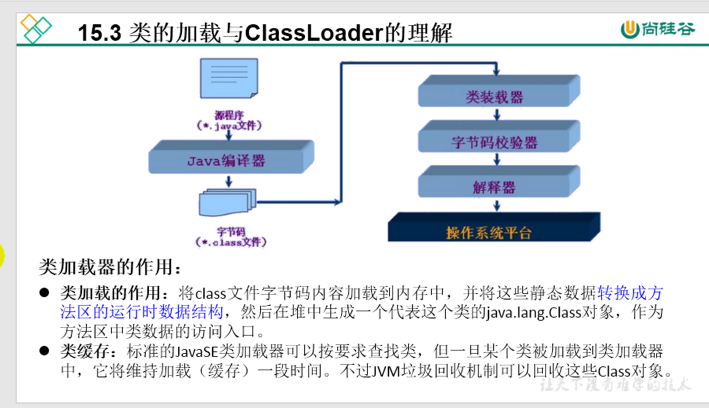 15.3 类的加载与ClassLoader的理解
尚硅谷
源程序
(*.java文件)
Java编译器
字节码
(*.class文件)
类装载器
字节码校验器
解释器
操作系统平台
类加载器的作用：
● 类加载的作用：将class文件字节码内容加载到内存中，并将这些静态数据转换成方
法区的运行时数据结构，然后在堆中生成一个代表这个类的java.lang.Class对象，作为
方法区中类数据的访问入口。
● 类缓存：标准的JavaSE类加载器可以按要求查找类，但一旦某个类被加载到类加载器
中，它将维持加载（缓存）一段时间。不过JVM垃圾回收机制可以回收这些Class对象。
让天下没有难学的技术